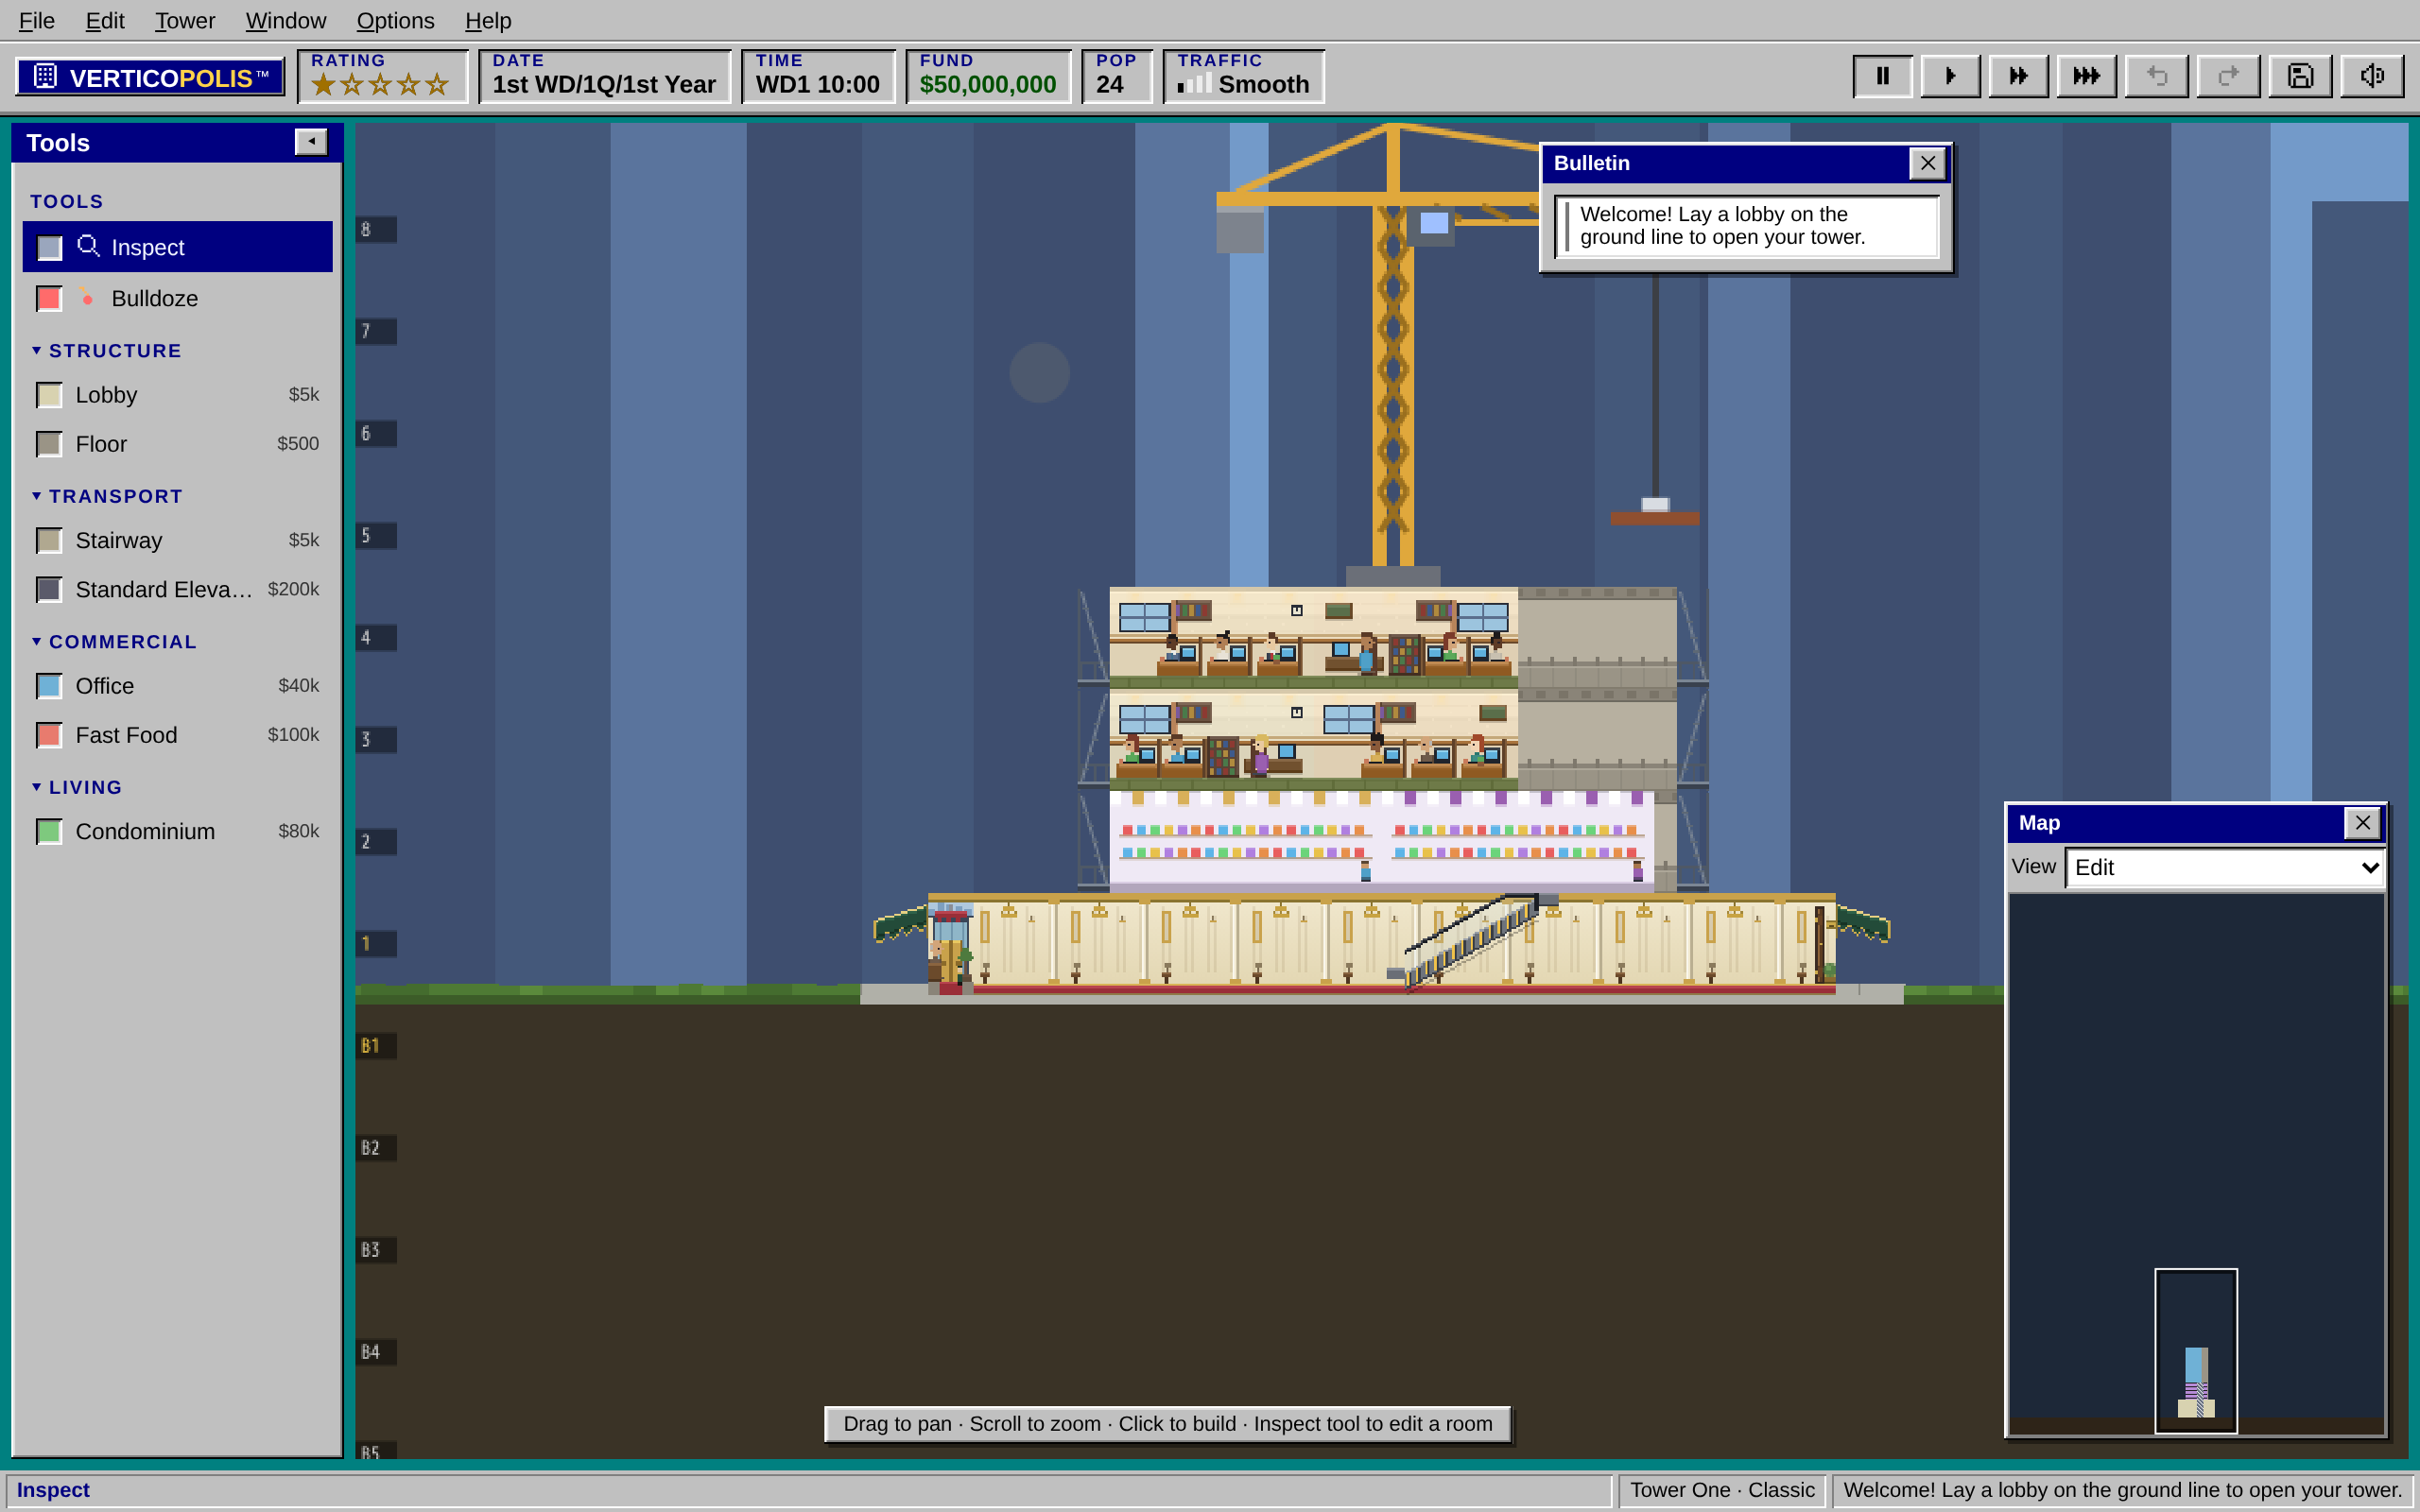 File Edit Tower Window Options Help
VERTICOPOLIS™
RATING
DATE
1st WD/1Q/1st Year
TIME
WD1 10:00
FUND
$50,000,000
POP
24
TRAFFIC
Smooth
Tools
TOOLS
Inspect
Bulldoze
STRUCTURE
Lobby $5k
Floor $500
TRANSPORT
Stairway $5k
Standard Eleva… $200k
COMMERCIAL
Office $40k
Fast Food $100k
LIVING
Condominium $80k
8
7
6
5
4
3
2
1
B1
B2
B3
B4
B5
Bulletin
Welcome! Lay a lobby on the
ground line to open your tower.
Map
View Edit
Drag to pan · Scroll to zoom · Click to build · Inspect tool to edit a room
Inspect
Tower One · Classic
Welcome! Lay a lobby on the ground line to open your tower.